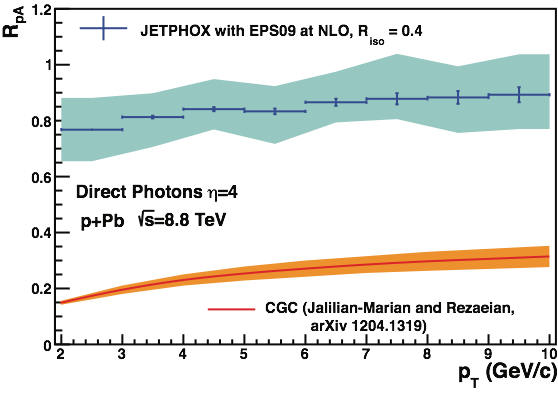 R_pA
1.2
1
0.8
0.6
0.4
0.2
0
JETPHOX with EPS09 at NLO, R_iso = 0.4
Direct Photons η=4
p+Pb √s=8.8 TeV
CGC (Jalilian-Marian and Rezaeian,
arXiv 1204.1319)
2 3 4 5 6 7 8 9 10
p_T (GeV/c)